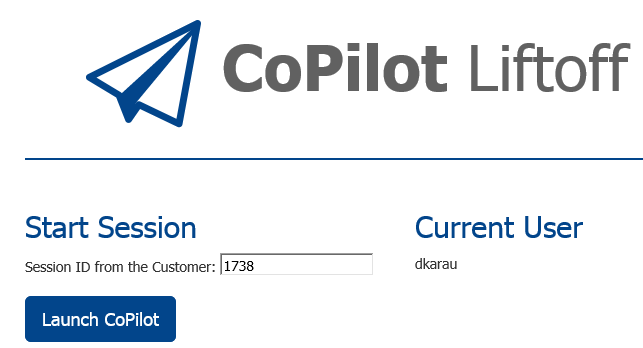 CoPilot Liftoff
Start Session
Session ID from the Customer: 1738
Launch CoPilot
Current User
dkarau